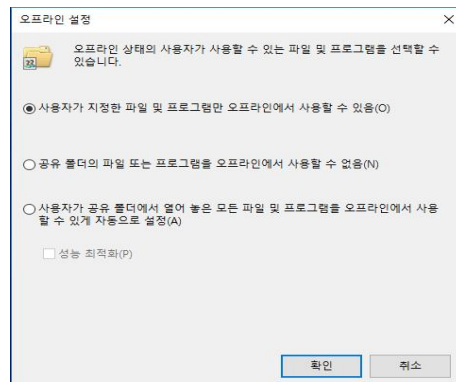 오프라인 설정
오프라인 상태의 사용자가 사용할 수 있는 파일 및 프로그램을 선택할 수
있습니다.
사용자가 지정한 파일 및 프로그램만 오프라인에서 사용할 수 있음(O)
공유 폴더의 파일 또는 프로그램을 오프라인에서 사용할 수 없음(N)
사용자가 공유 폴더에서 열어 놓은 모든 파일 및 프로그램을 오프라인에서 사용
할 수 있게 자동으로 설정(A)
성능 최적화(P)
확인 취소